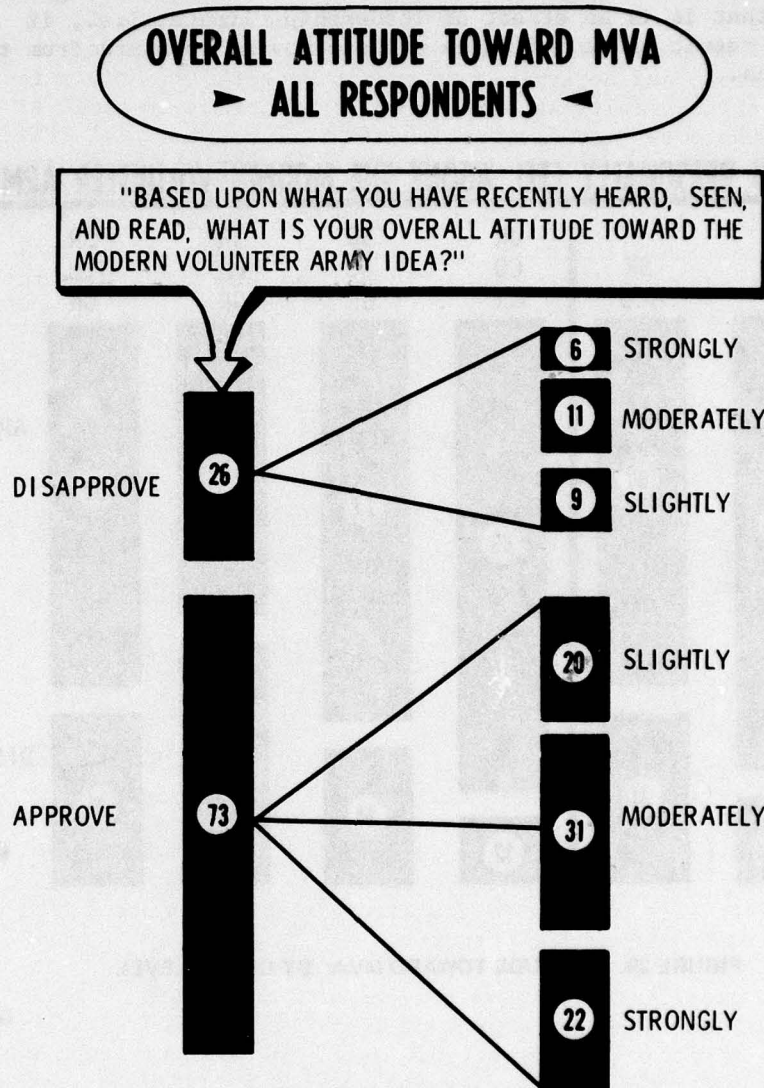 that
OVERALL ATTITUDE TOWARD MVA
ALL RESPONDENTS
"BASED UPON WHAT YOU HAVE RECENTLY HEARD, SEEN,
AND READ, WHAT IS YOUR OVERALL ATTITUDE TOWARD THE
MODERN VOLUNTEER ARMY IDEA?"
6 STRONGLY
11 MODERATELY
DISAPPROVE 26
9 SLIGHTLY
20 SLIGHTLY
APPROVE 73
31 MODERATELY
22 STRONGLY